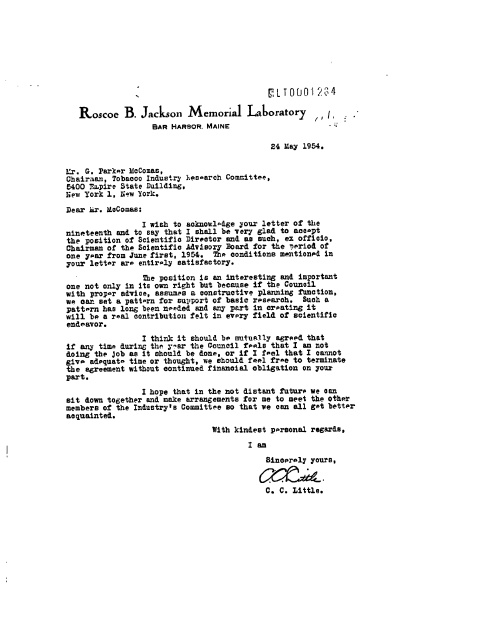 CLT0001284
Roscoe B. Jackson Memorial Laboratory
BAR HARBOR, MAINE
24 May 1954.
Mr. G. Parker McComas,
Chairman, Tobacco Industry Research Committee,
5400 Empire State Building,
New York 1, New York.
Dear Mr. McComas:
I wish to acknowledge your letter of the
nineteenth and to say that I shall be very glad to accept
the position of Scientific Director and as such, ex officio,
Chairman of the Scientific Advisory Board for the period of
one year from June first, 1954. The conditions mentioned in
your letter are entirely satisfactory.
The position is an interesting and important
one not only in its own right but because if the Council
with proper advice, assumes a constructive planning function,
we can set a pattern for support of basic research. Such a
pattern has long been needed and any part in creating it
will be a real contribution felt in every field of scientific
endeavor.
I think it should be mutually agreed that
if any time during the year the Council feels that I am not
doing the job as it should be done, or if I feel that I cannot
give adequate time or thought, we should feel free to terminate
the agreement without continued financial obligation on your
part.
I hope that in the not distant future we can
sit down together and make arrangements for me to meet the other
members of the Industry's Committee so that we can all get better
acquainted.
With kindest personal regards,
I am
Sincerely yours,
C. C. Little.
C. C. Little.